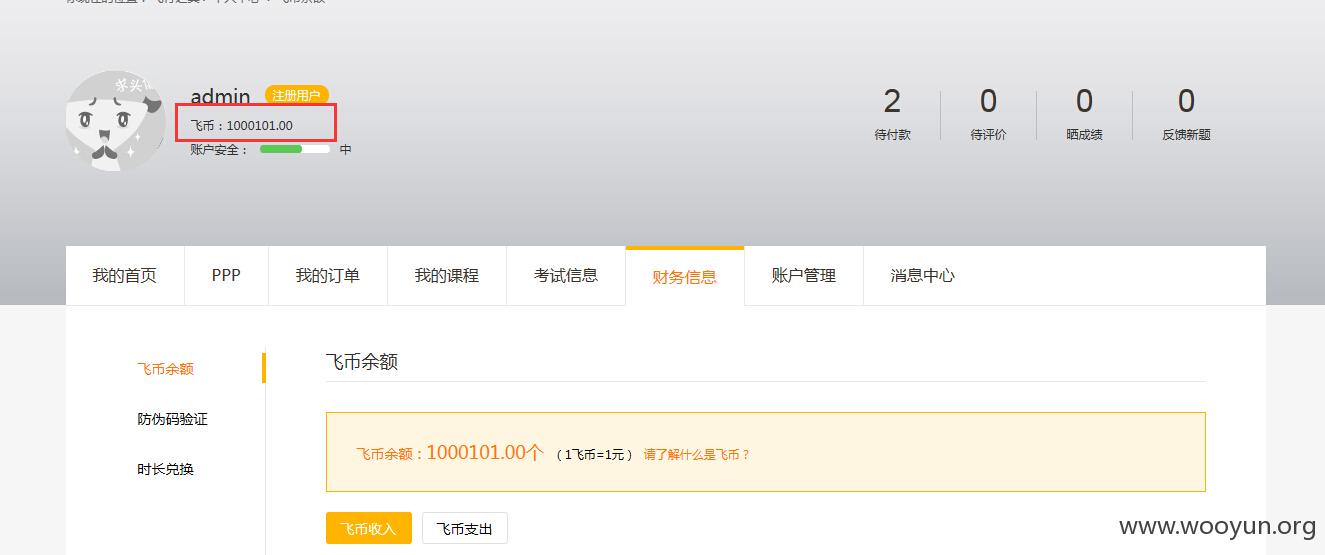 求头
admin 注册用户
飞币：1000101.00
账户安全： 中
2 0 0 0
待付款 待评价 晒成绩 反馈新题
我的首页 PPP 我的订单 我的课程 考试信息 财务信息 账户管理 消息中心
飞币余额
防伪码验证
时长兑换
飞币余额
飞币余额：1000101.00个 （1飞币=1元） 请了解什么是飞币？
飞币收入 飞币支出
www.wooyun.org